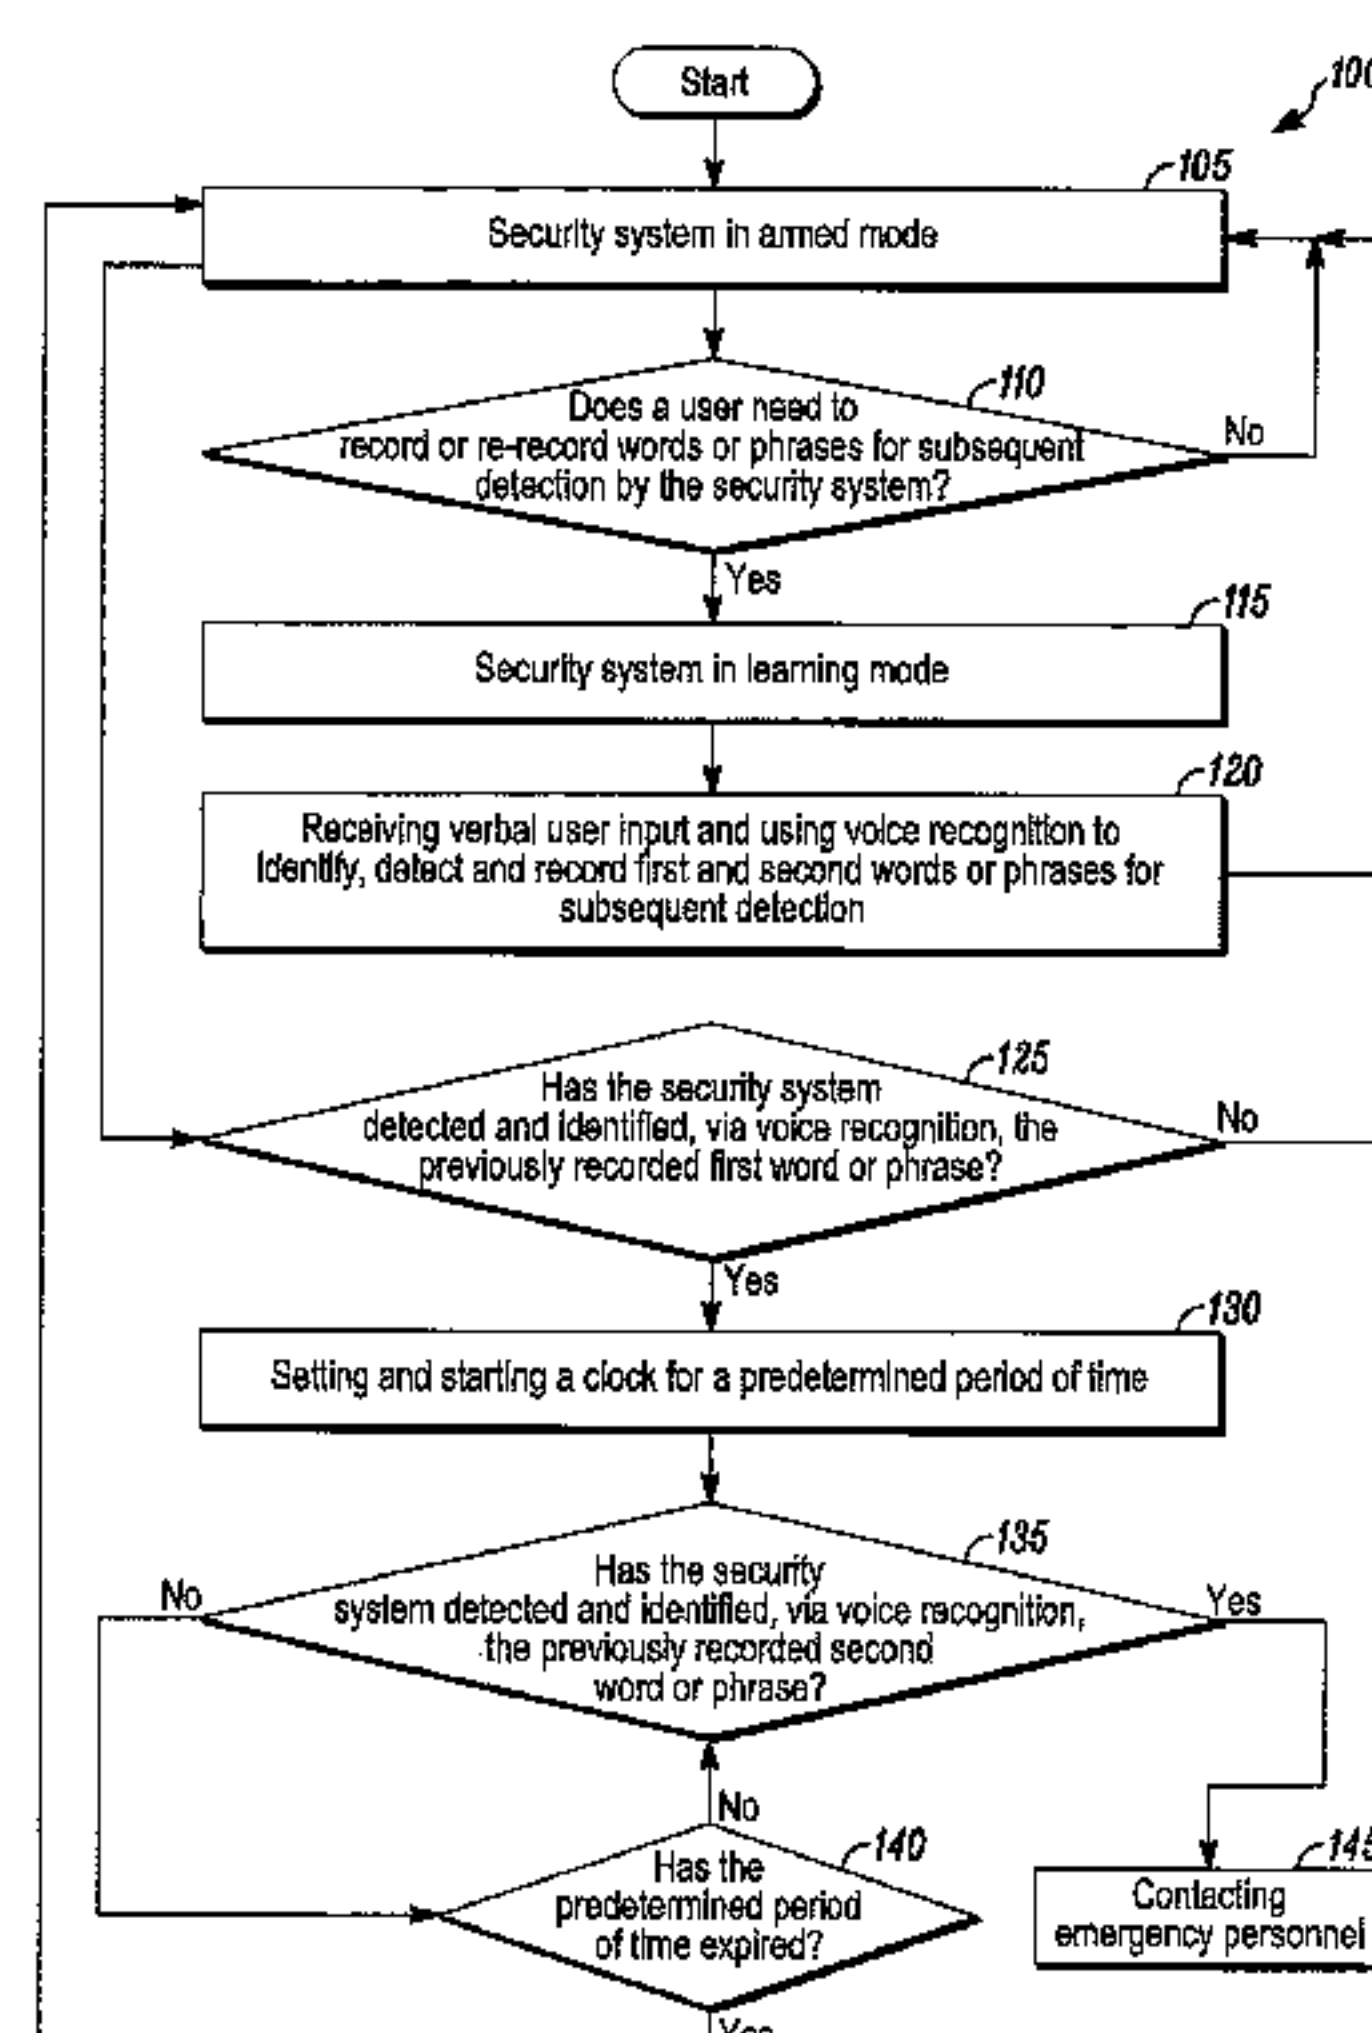 Start
100
105
Security system in armed mode
110
Does a user need to
record or re-record words or phrases for subsequent
detection by the security system?
No
Yes
115
Security system in learning mode
120
Receiving verbal user input and using voice recognition to
identify, detect and record first and second words or phrases for
subsequent detection
125
Has the security system
detected and identified, via voice recognition, the
previously recorded first word or phrase?
No
Yes
130
Setting and starting a clock for a predetermined period of time
135
Has the security
system detected and identified, via voice recognition,
the previously recorded second
word or phrase?
No
Yes
No
140
Has the
predetermined period
of time expired?
145
Contacting
emergency personnel
Yes